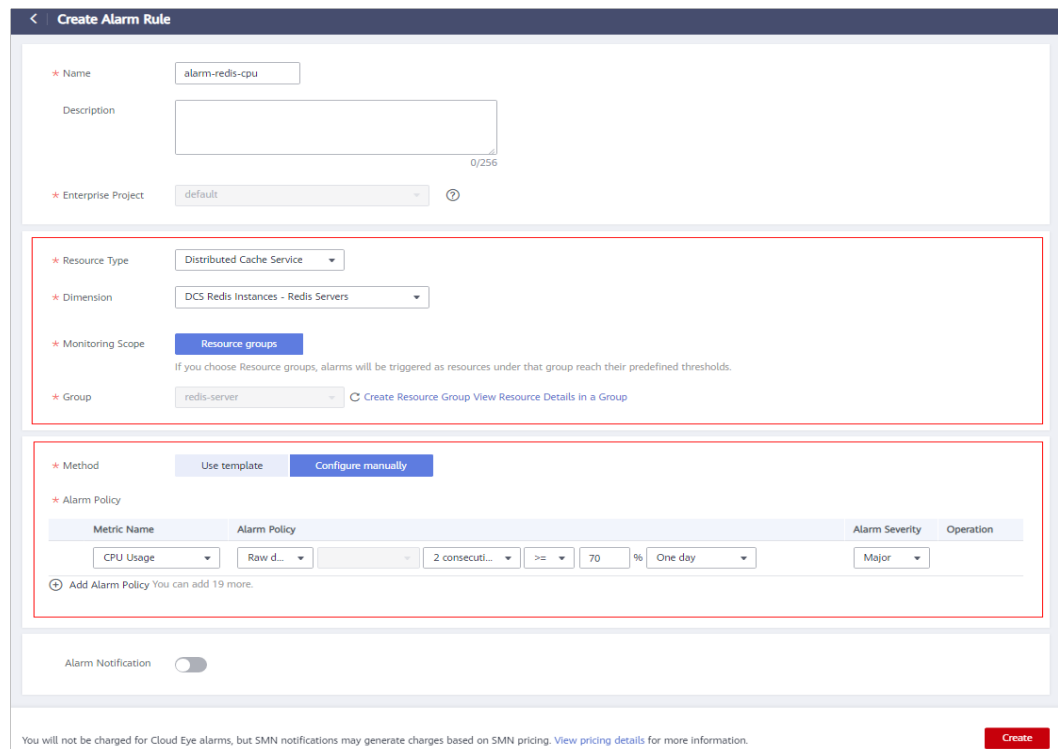 Create Alarm Rule
* Name alarm-redis-cpu
Description
0/256
* Enterprise Project default ?
* Resource Type Distributed Cache Service
* Dimension DCS Redis Instances - Redis Servers
* Monitoring Scope Resource groups
If you choose Resource groups, alarms will be triggered as resources under that group reach their predefined thresholds.
* Group redis-server Create Resource Group View Resource Details in a Group
* Method Use template Configure manually
* Alarm Policy
Metric Name Alarm Policy Alarm Severity Operation
CPU Usage Raw d... 2 consecuti... >= 70 % One day Major
Add Alarm Policy You can add 19 more.
Alarm Notification
You will not be charged for Cloud Eye alarms, but SMN notifications may generate charges based on SMN pricing. View pricing details for more information. Create